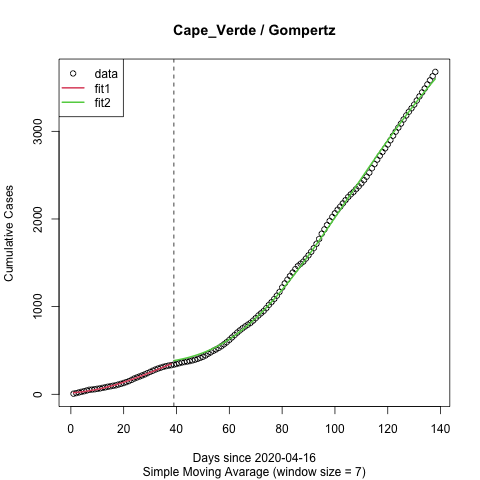 Cape_Verde / Gompertz
data
fit1
fit2
Cumulative Cases
3000
2000
1000
0
0 20 40 60 80 100 120 140
Days since 2020-04-16
Simple Moving Avarage (window size = 7)